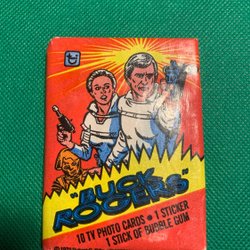 "BUCK
ROGERS"
10 TV PHOTO CARDS • 1 STICKER
1 STICK OF BUBBLE GUM